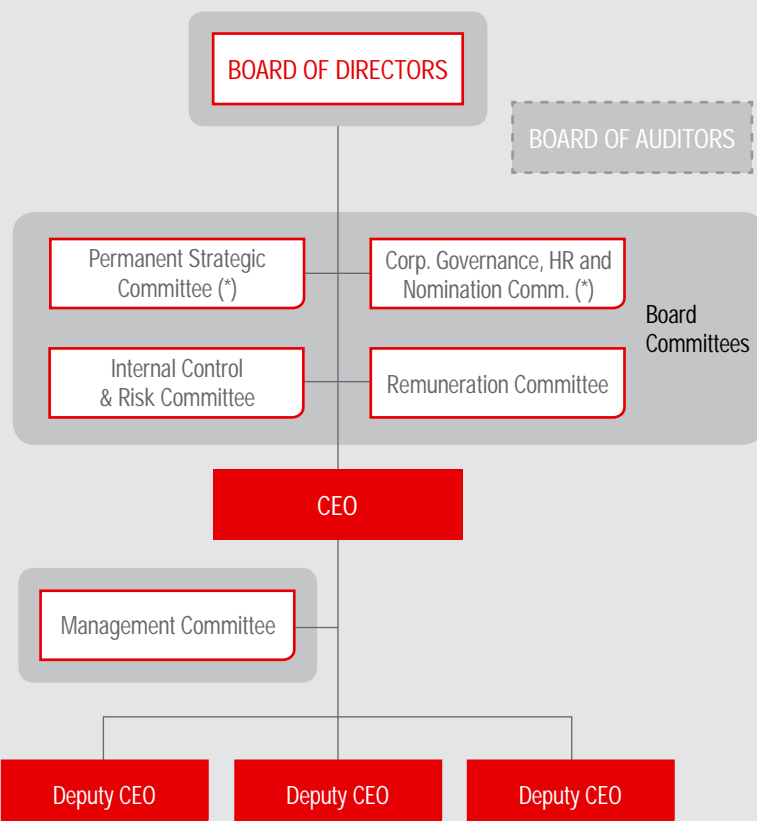 BOARD OF DIRECTORS
BOARD OF AUDITORS
Permanent Strategic
Committee (*)
Corp. Governance, HR and
Nomination Comm. (*)
Board
Committees
Internal Control
& Risk Committee
Remuneration Committee
CEO
Management Committee
Deputy CEO
Deputy CEO
Deputy CEO